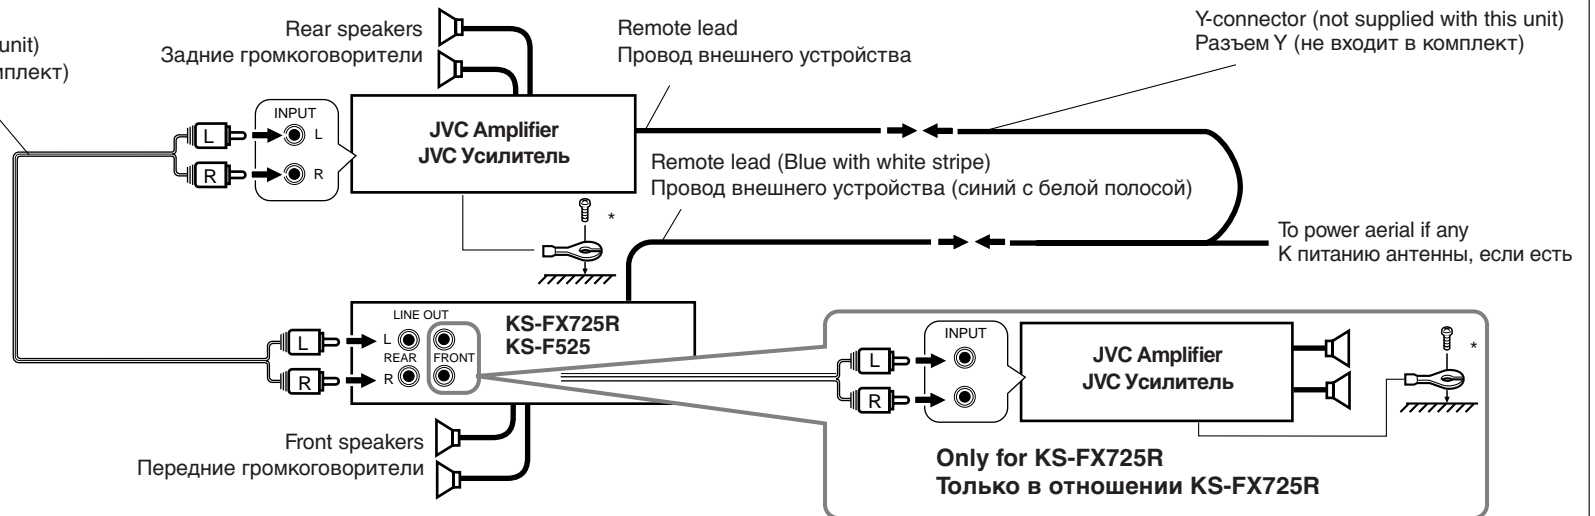 unit)
мплект)
Rear speakers
Задние громкоговорители
Remote lead
Провод внешнего устройства
Y-connector (not supplied with this unit)
Разъем Y (не входит в комплект)
INPUT
L
L
R
R
JVC Amplifier
JVC Усилитель
Remote lead (Blue with white stripe)
Провод внешнего устройства (синий с белой полосой)
*
To power aerial if any
К питанию антенны, если есть
LINE OUT
L
L
REAR
FRONT
R
R
KS-FX725R
KS-F525
INPUT
L
R
JVC Amplifier
JVC Усилитель
*
Front speakers
Передние громкоговорители
Only for KS-FX725R
Только в отношении KS-FX725R